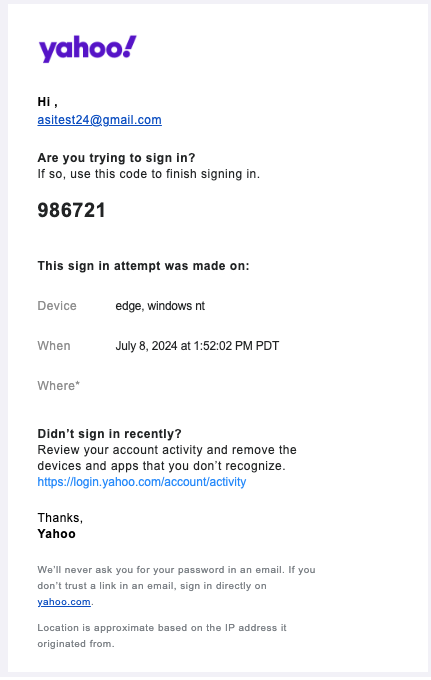 yahoo!
Hi ,
asitest24@gmail.com
Are you trying to sign in?
If so, use this code to finish signing in.
986721
This sign in attempt was made on:
Device edge, windows nt
When July 8, 2024 at 1:52:02 PM PDT
Where*
Didn’t sign in recently?
Review your account activity and remove the
devices and apps that you don’t recognize.
https://login.yahoo.com/account/activity
Thanks,
Yahoo
We’ll never ask you for your password in an email. If you
don’t trust a link in an email, sign in directly on
yahoo.com.
Location is approximate based on the IP address it
originated from.